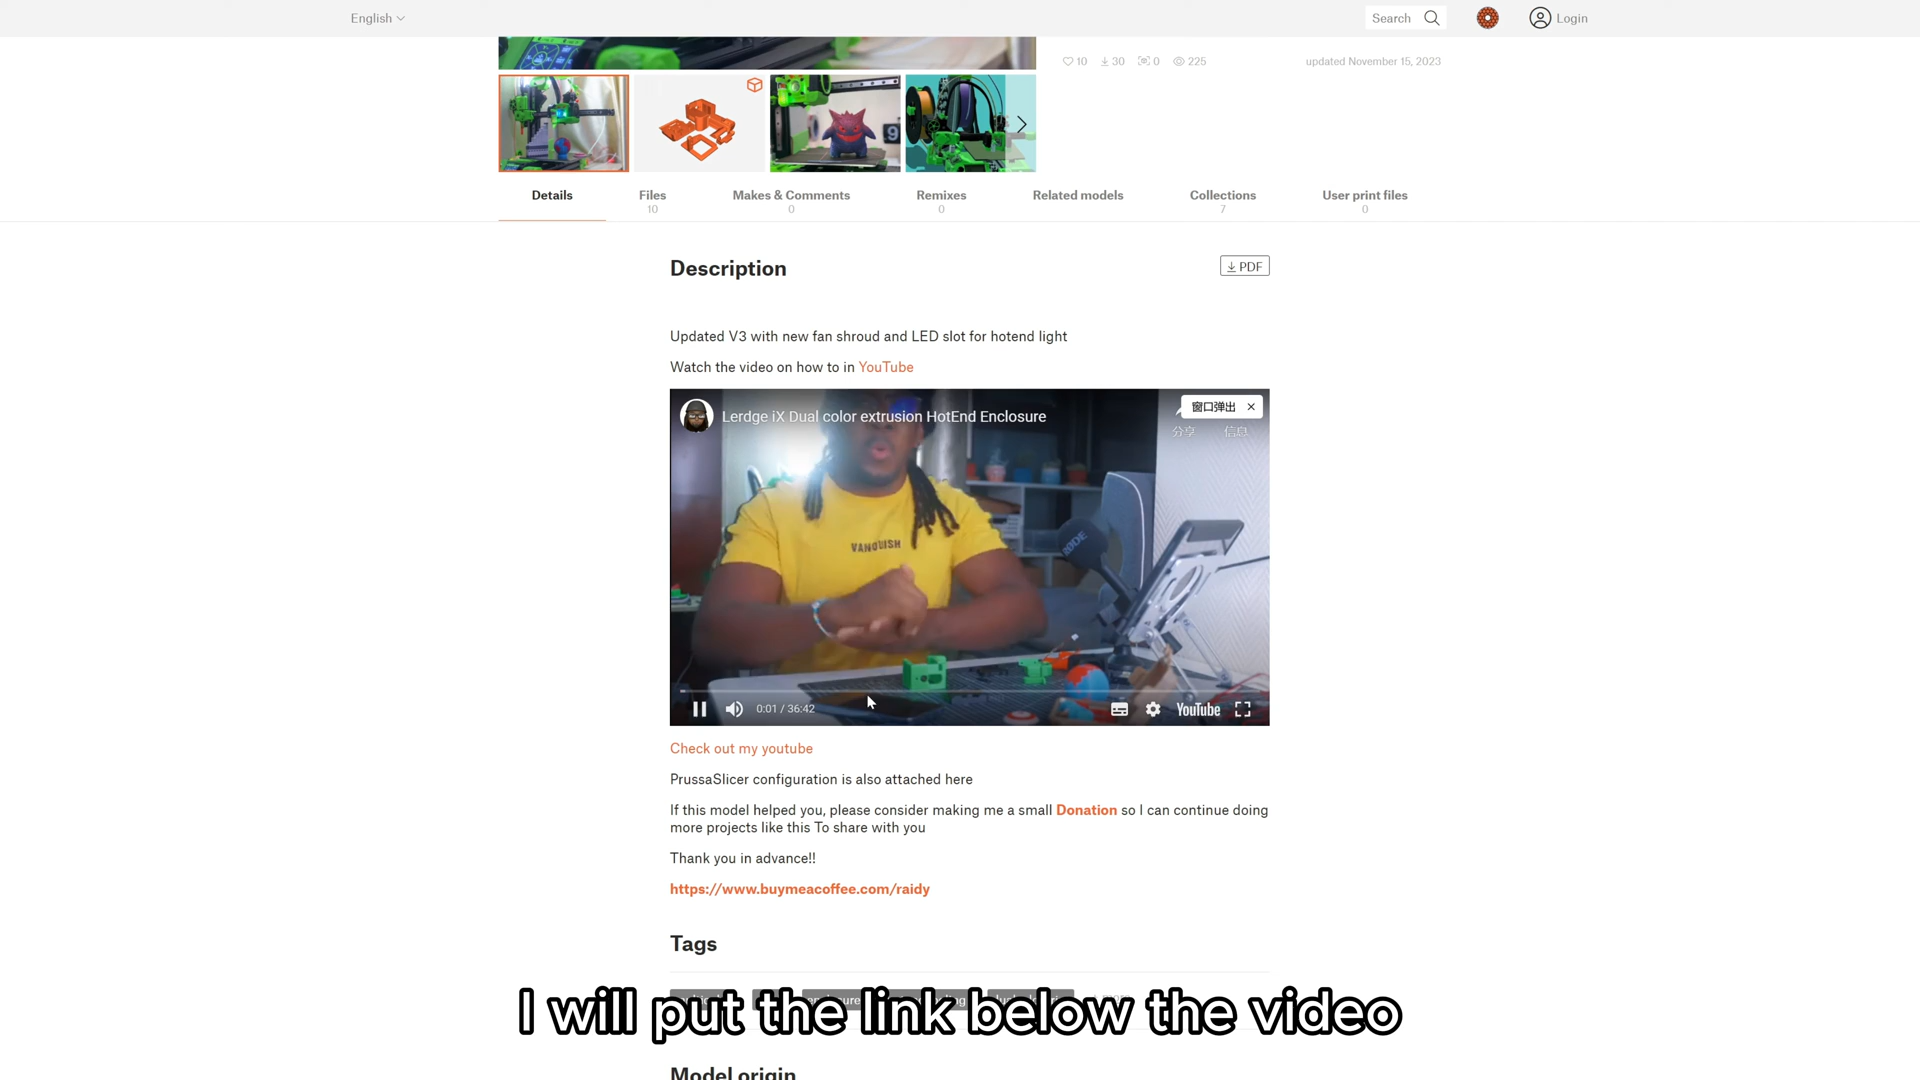 English
Search
Login
10
30
0
225
updated November 15, 2023
9
Details
Files
Makes & Comments
Remixes
Related models
Collections
User print files
10
0
0
7
0
Description
PDF
Updated V3 with new fan shroud and LED slot for hotend light
Watch the video on how to in YouTube
Lerdge iX Dual color extrusion HotEnd Enclosure
窗口弹出
分享
信息
VANQUISH
RODE
0:01 / 36:42
YouTube
Check out my youtube
PrussaSlicer configuration is also attached here
If this model helped you, please consider making me a small Donation so I can continue doing
more projects like this To share with you
Thank you in advance!!
https://www.buymeacoffee.com/raidy
Tags
I will put the link below the video
Model origin